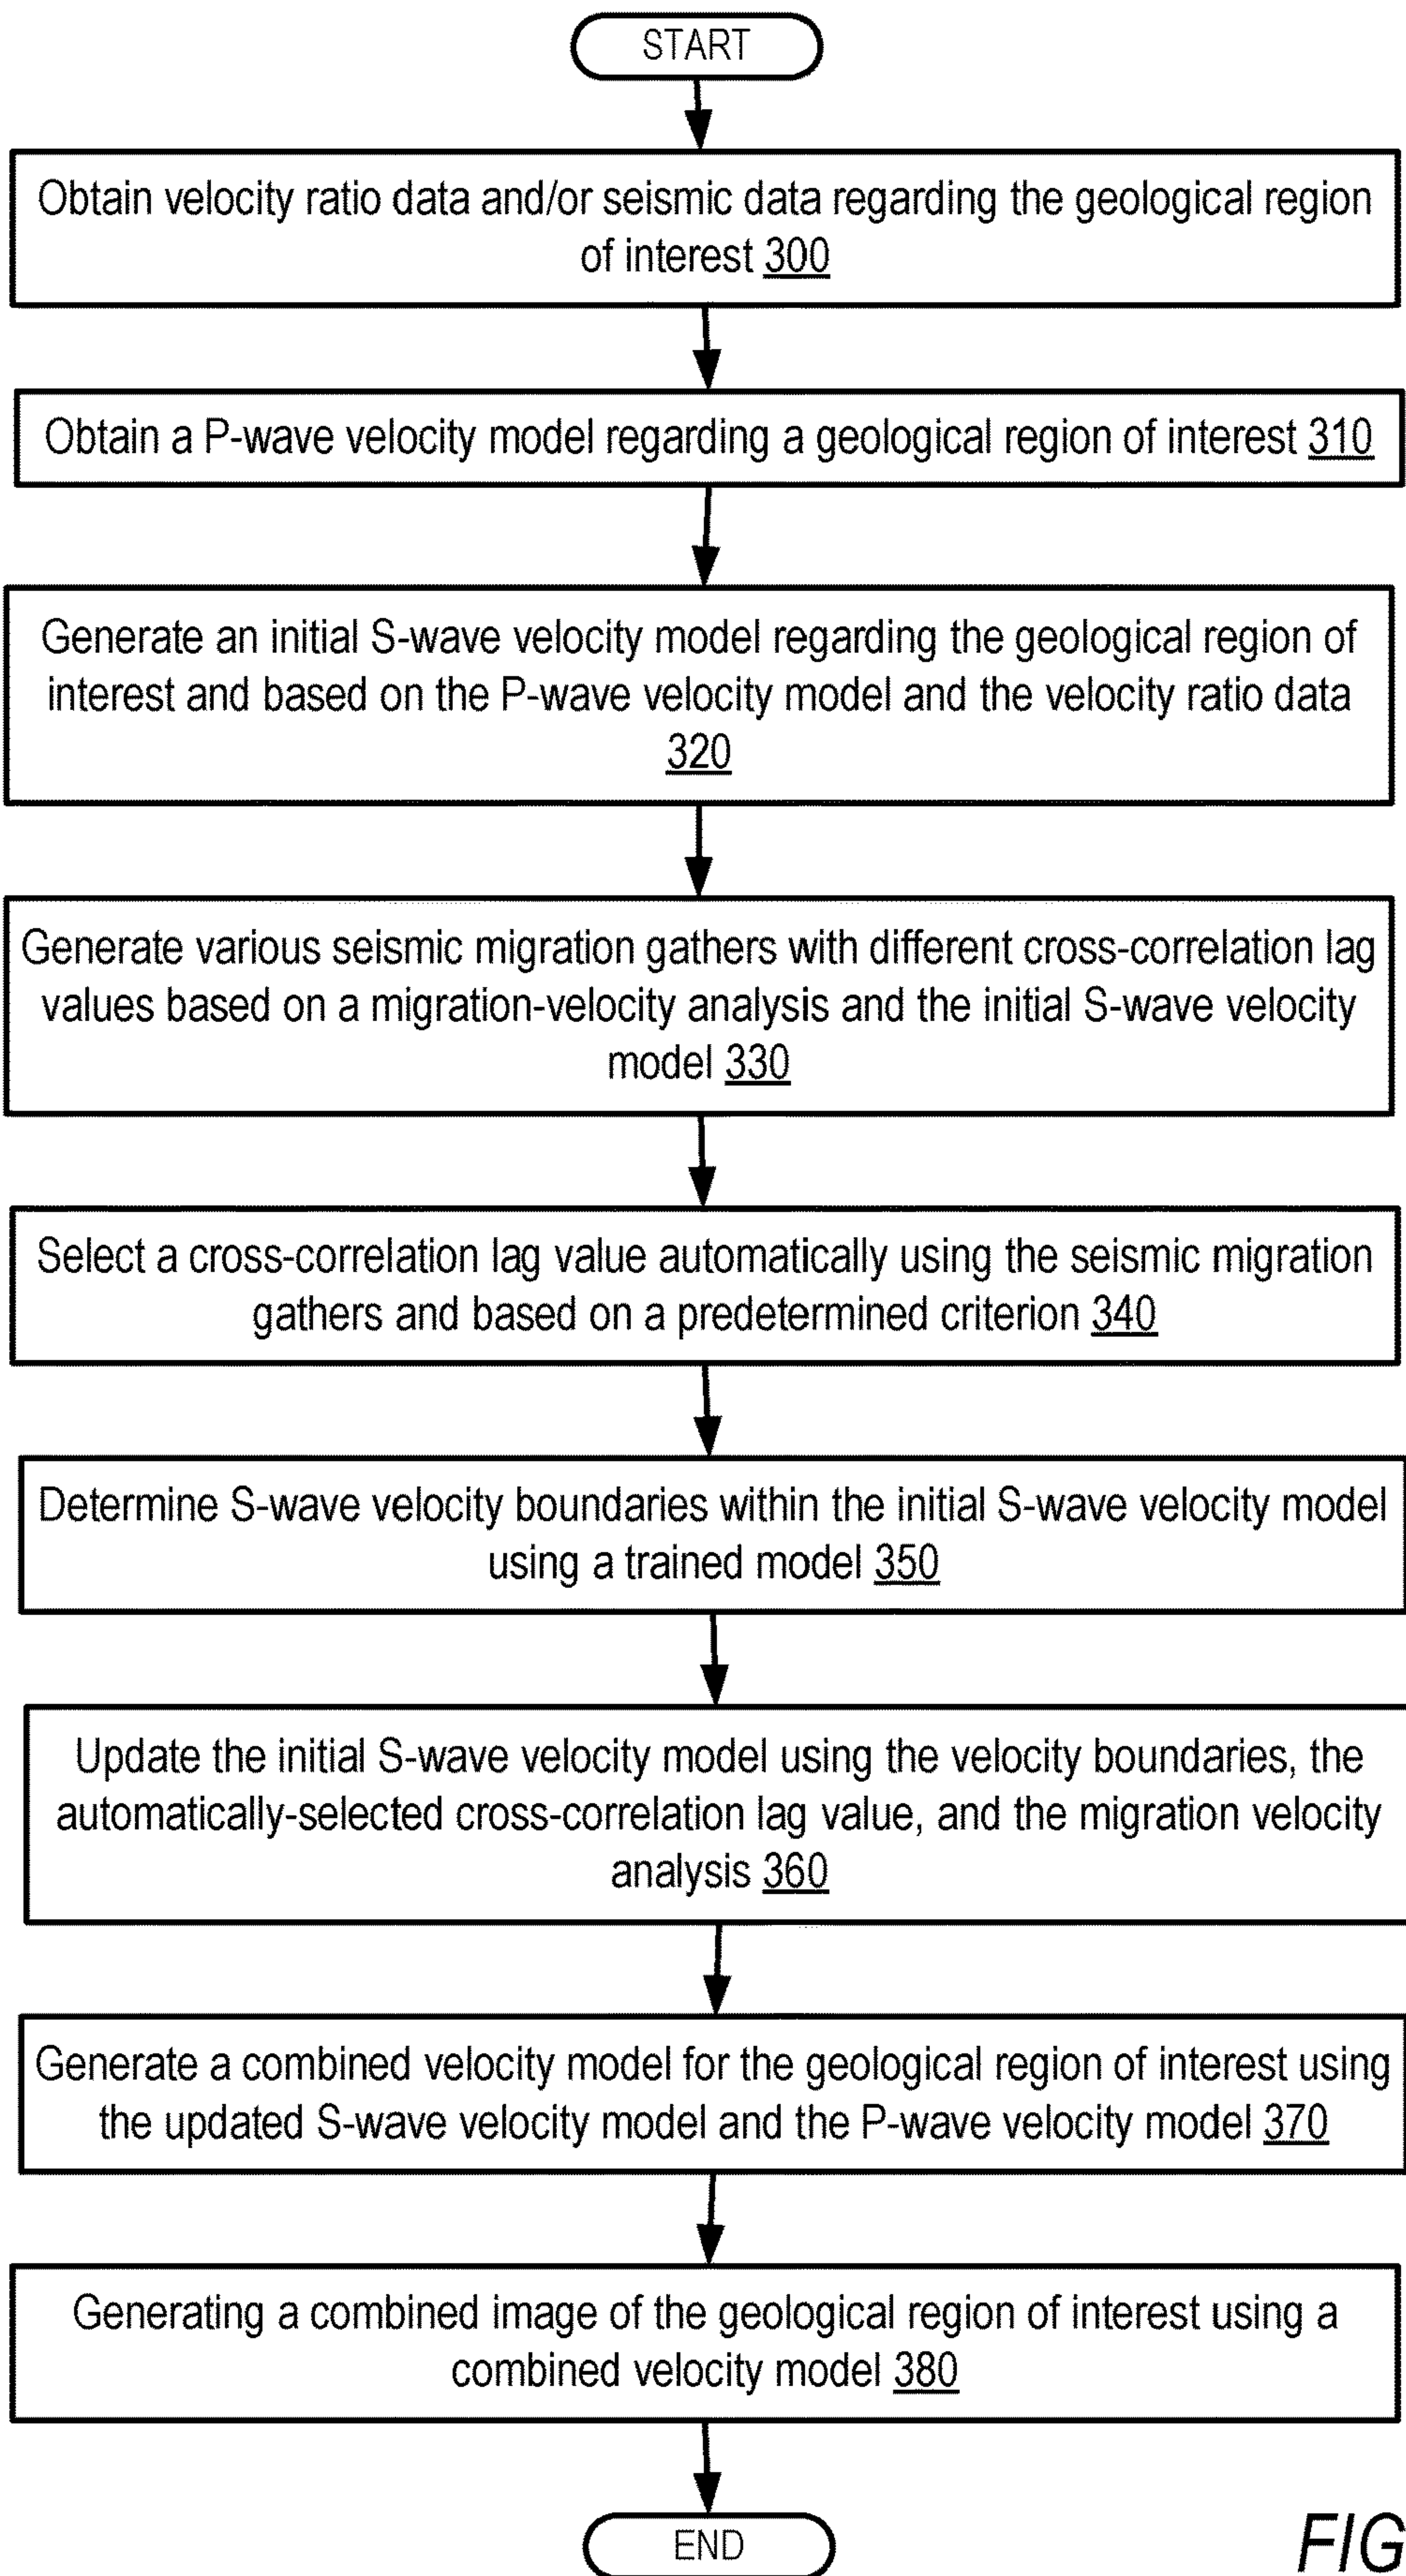 START
Obtain velocity ratio data and/or seismic data regarding the geological region
of interest 300
Obtain a P-wave velocity model regarding a geological region of interest 310
Generate an initial S-wave velocity model regarding the geological region of
interest and based on the P-wave velocity model and the velocity ratio data
320
Generate various seismic migration gathers with different cross-correlation lag
values based on a migration-velocity analysis and the initial S-wave velocity
model 330
Select a cross-correlation lag value automatically using the seismic migration
gathers and based on a predetermined criterion 340
Determine S-wave velocity boundaries within the initial S-wave velocity model
using a trained model 350
Update the initial S-wave velocity model using the velocity boundaries, the
automatically-selected cross-correlation lag value, and the migration velocity
analysis 360
Generate a combined velocity model for the geological region of interest using
the updated S-wave velocity model and the P-wave velocity model 370
Generating a combined image of the geological region of interest using a
combined velocity model 380
END
FIG